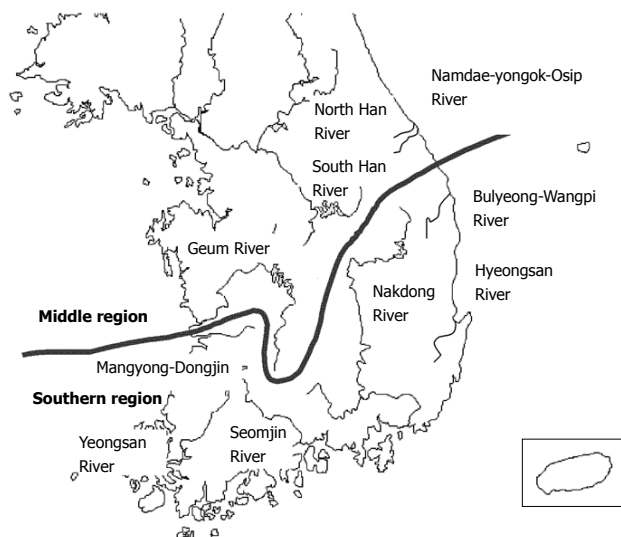 Namdae-yongok-Osip
River
North Han
River
South Han
River
Bulyeong-Wangpi
River
Geum River
Hyeongsan
River
Nakdong
River
Middle region
Mangyong-Dongjin
Southern region
Yeongsan
River
Seomjin
River